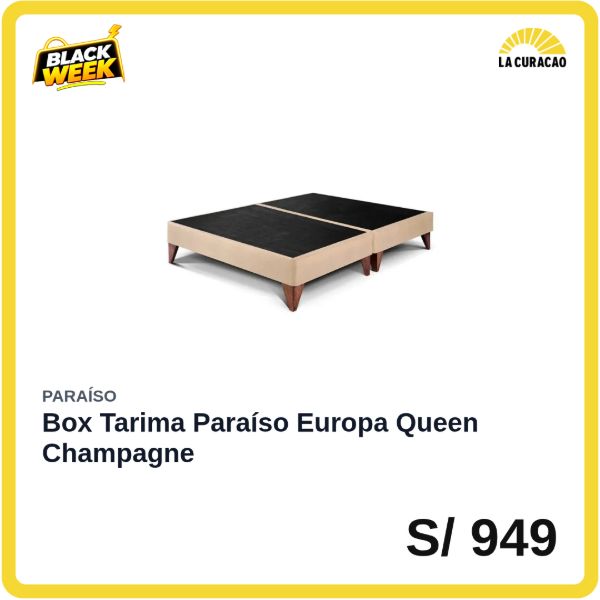 BLACK
WEEK
LA CURACAO
PARAÍSO
Box Tarima Paraíso Europa Queen
Champagne
S/ 949